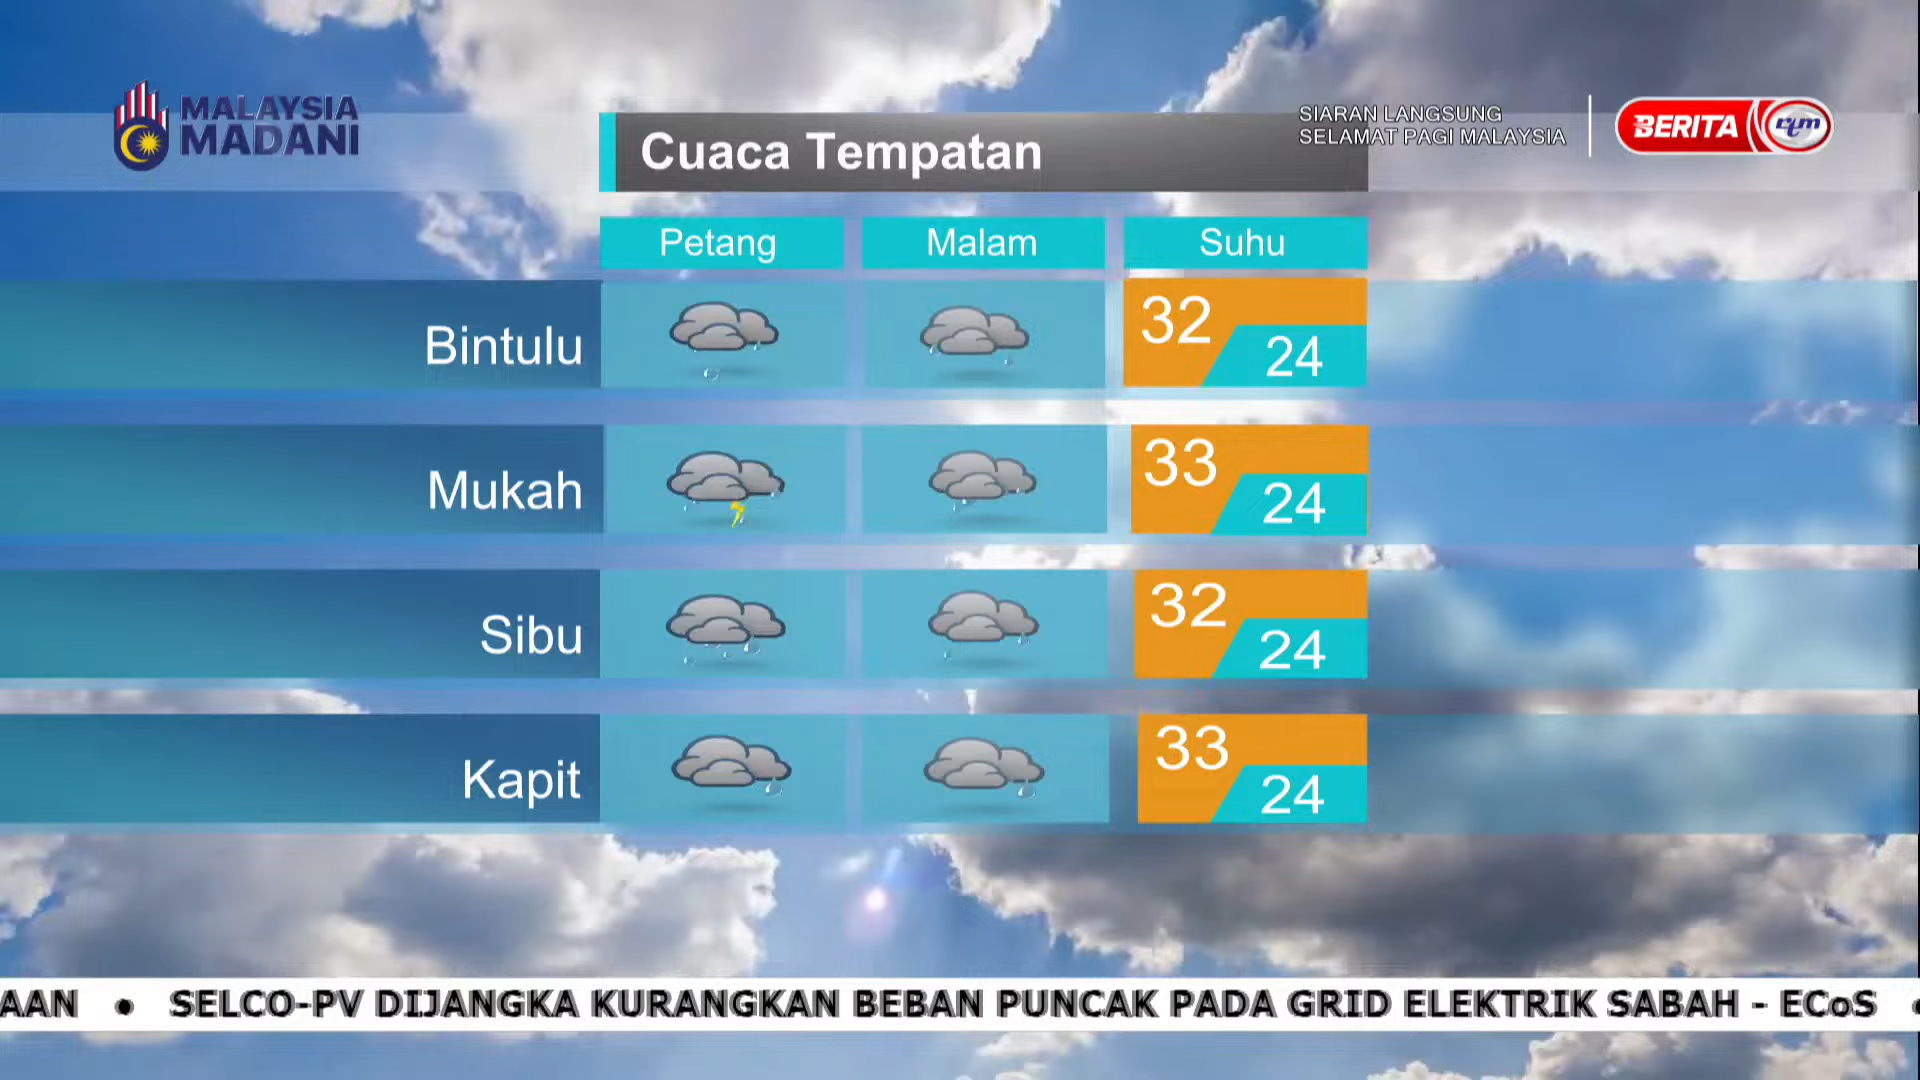 MALAYSIA
MADANI
Cuaca Tempatan
SIARAN LANGSUNG
SELAMAT PAGI MALAYSIA
BERITA rtm
Petang Malam Suhu
Bintulu 32 24
Mukah 33 24
Sibu 32 24
Kapit 33 24
AAN • SELCO-PV DIJANGKA KURANGKAN BEBAN PUNCAK PADA GRID ELEKTRIK SABAH - ECoS •